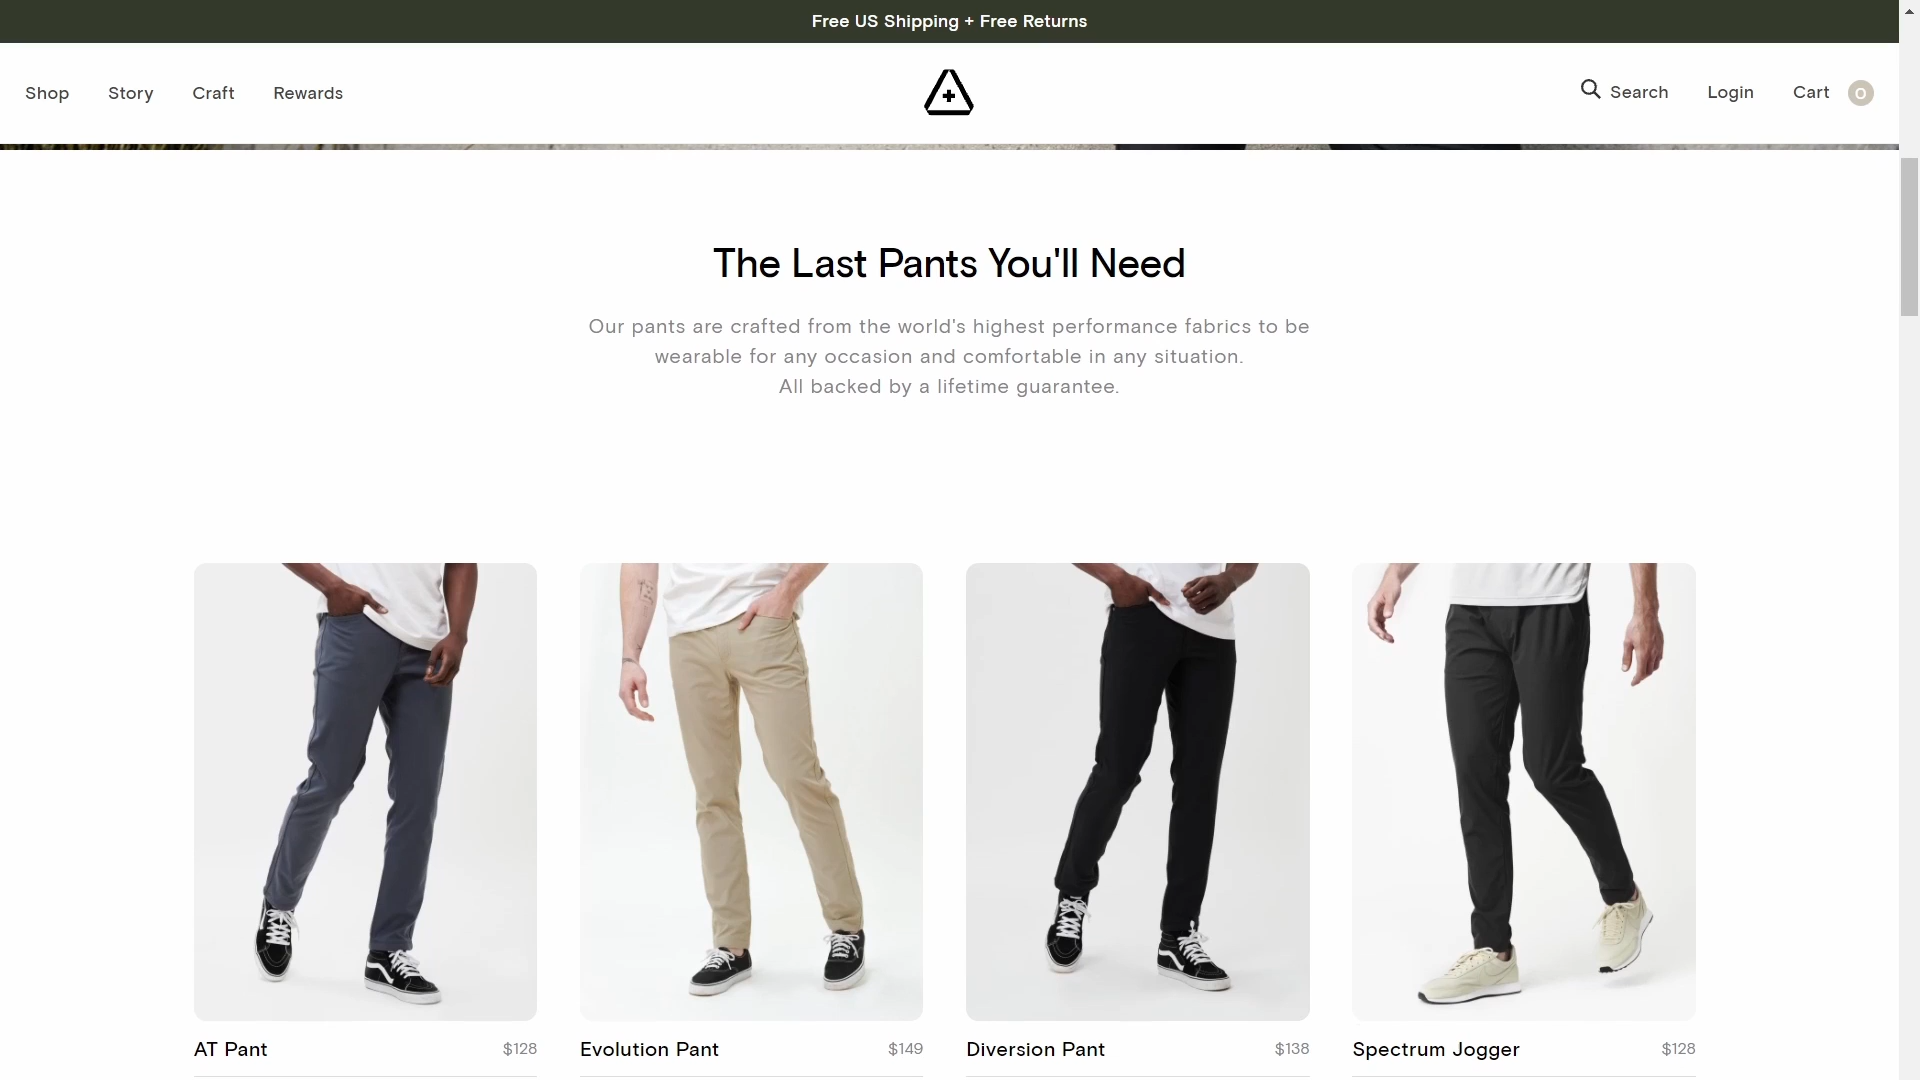 Free US Shipping + Free Returns
Shop
Story
Craft
Rewards
Search
Login
Cart
0
The Last Pants You'll Need
Our pants are crafted from the world's highest performance fabrics to be
wearable for any occasion and comfortable in any situation.
All backed by a lifetime guarantee.
AT Pant
$128
Evolution Pant
$149
Diversion Pant
$138
Spectrum Jogger
$128